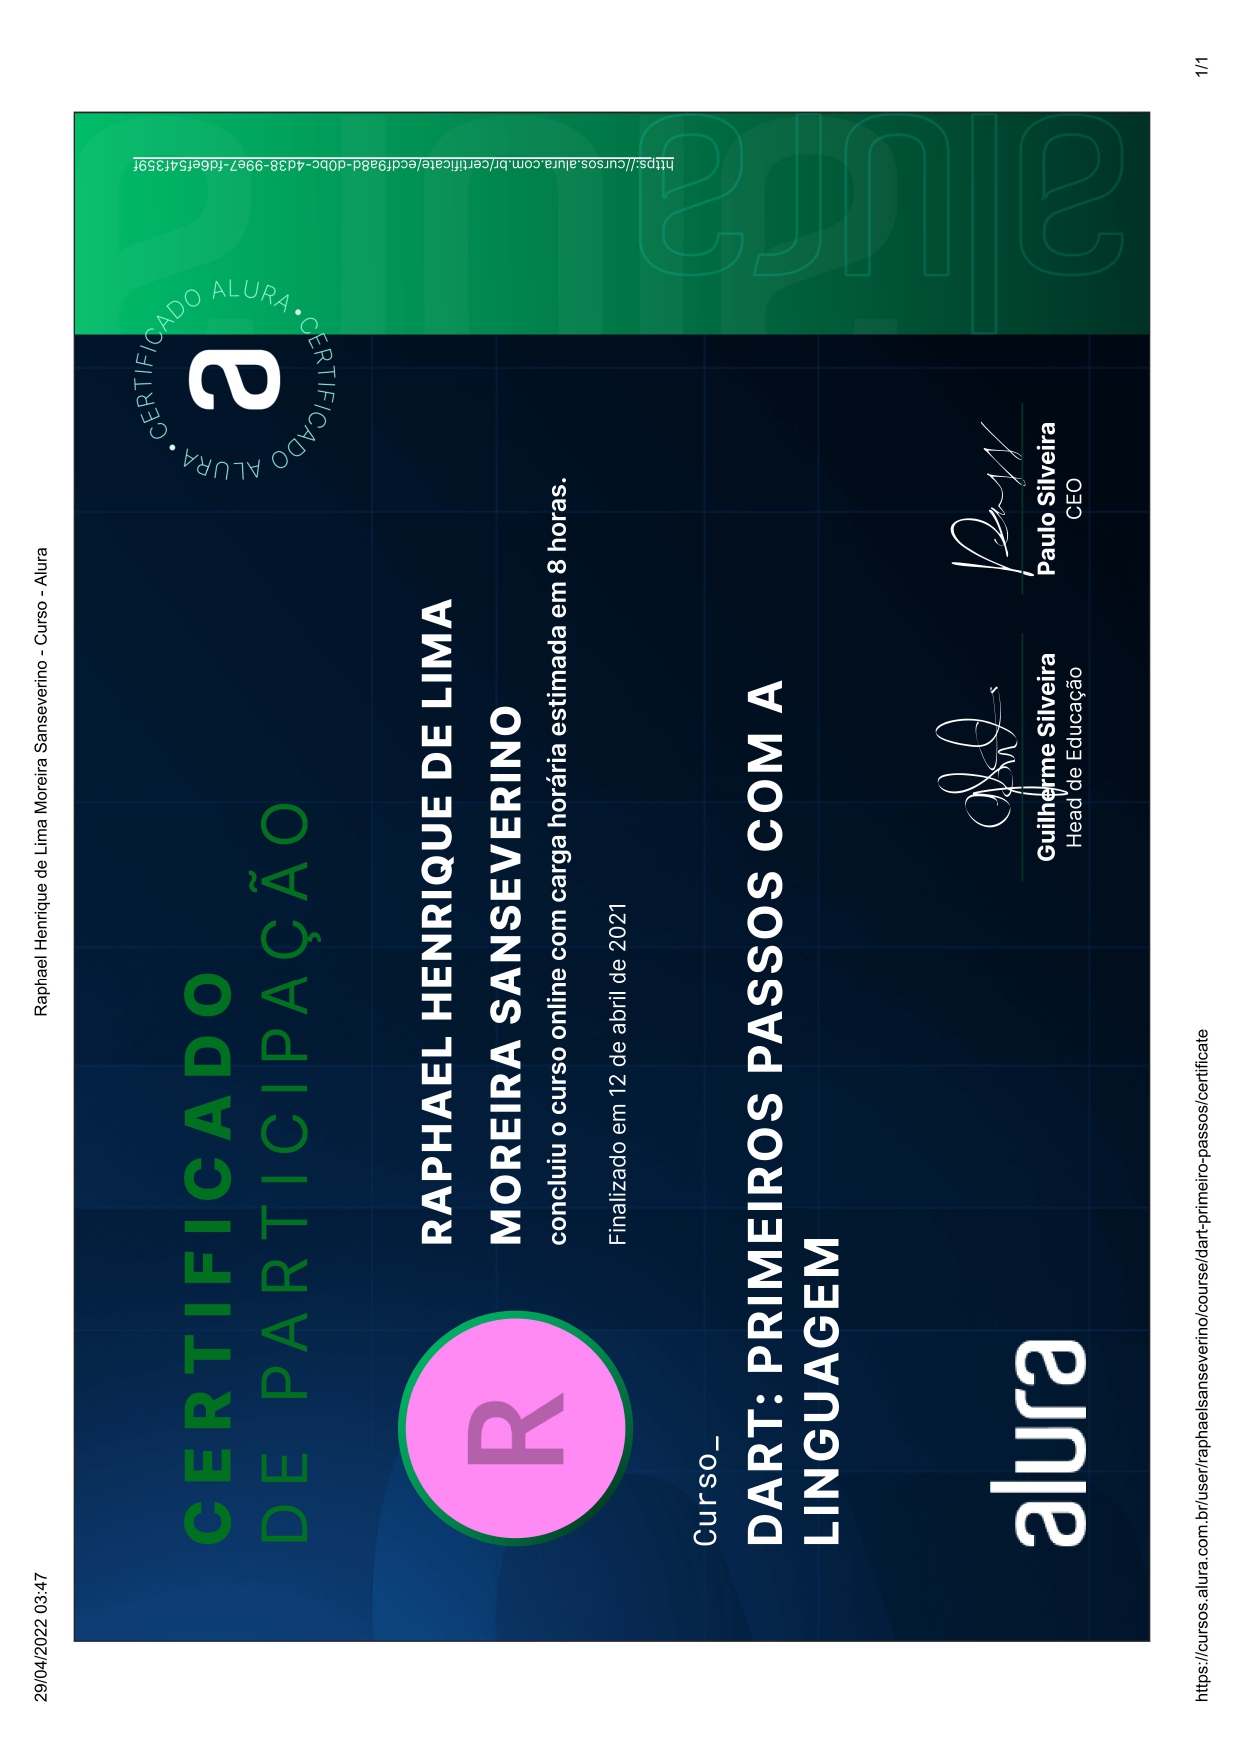 29/04/2022 03:47
Raphael Henrique de Lima Moreira Sanseverino - Curso - Alura
CERTIFICADO
DE PARTICIPAÇÃO
CERTIFICADO ALURA • CERTIFICADO ALURA •
a
https://cursos.alura.com.br/certificate/ecdf9a8d-d0bc-4d38-99e7-fd6ef54f359f
R
RAPHAEL HENRIQUE DE LIMA
MOREIRA SANSEVERINO
concluiu o curso online com carga horária estimada em 8 horas.
Finalizado em 12 de abril de 2021
Curso_
DART: PRIMEIROS PASSOS COM A
LINGUAGEM
alura
alura
Guilherme Silveira
Head de Educação
Paulo Silveira
CEO
https://cursos.alura.com.br/user/raphaelsanseverino/course/dart-primeiro-passos/certificate
1/1